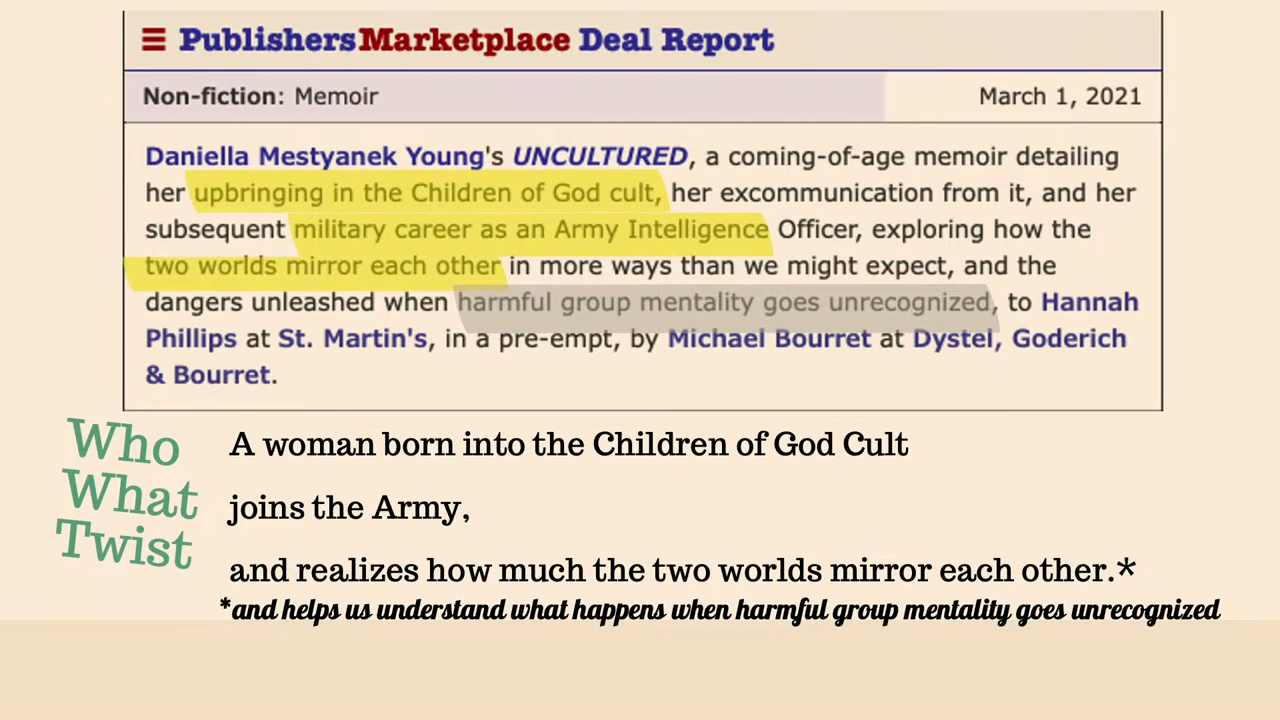 PublishersMarketplace Deal Report
Non-fiction: Memoir March 1, 2021
Daniella Mestyanek Young's UNCULTURED, a coming-of-age memoir detailing
her upbringing in the Children of God cult, her excommunication from it, and her
subsequent military career as an Army Intelligence Officer, exploring how the
two worlds mirror each other in more ways than we might expect, and the
dangers unleashed when harmful group mentality goes unrecognized, to Hannah
Phillips at St. Martin's, in a pre-empt, by Michael Bourret at Dystel, Goderich
& Bourret.
Who A woman born into the Children of God Cult
What joins the Army,
Twist and realizes how much the two worlds mirror each other.*
*and helps us understand what happens when harmful group mentality goes unrecognized